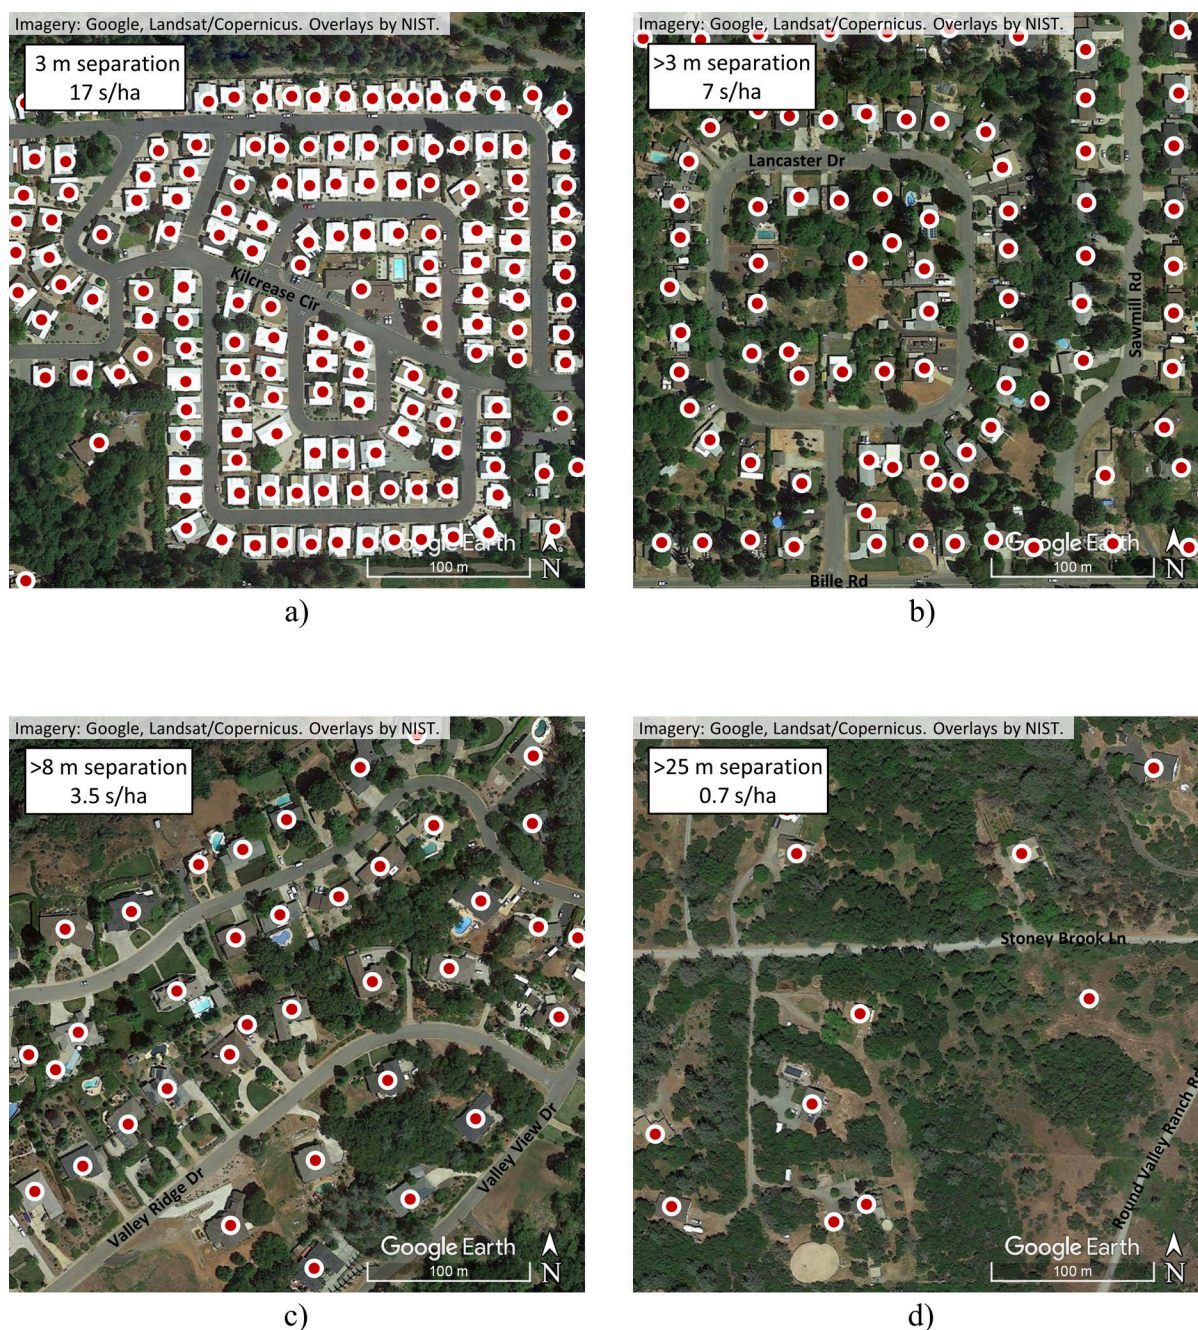 Imagery: Google, Landsat/Copernicus. Overlays by NIST.
3 m separation
17 s/ha
Kilcrease Cir
Google Earth
100 m
N
a)
Imagery: Google, Landsat/Copernicus. Overlays by NIST.
>3 m separation
7 s/ha
Lancaster Dr
Sawmill Rd
Bille Rd
Google Earth
100 m
N
b)
Imagery: Google, Landsat/Copernicus. Overlays by NIST.
>8 m separation
3.5 s/ha
Valley Ridge Dr
Valley View Dr
Google Earth
100 m
N
c)
Imagery: Google, Landsat/Copernicus. Overlays by NIST.
>25 m separation
0.7 s/ha
Stoney Brook Ln
Round Valley Ranch Rd
Google Earth
100 m
N
d)